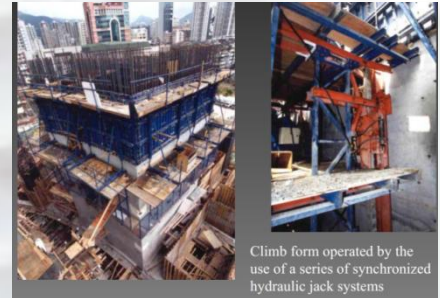 Climb form operated by the
use of a series of synchronized
hydraulic jack systems